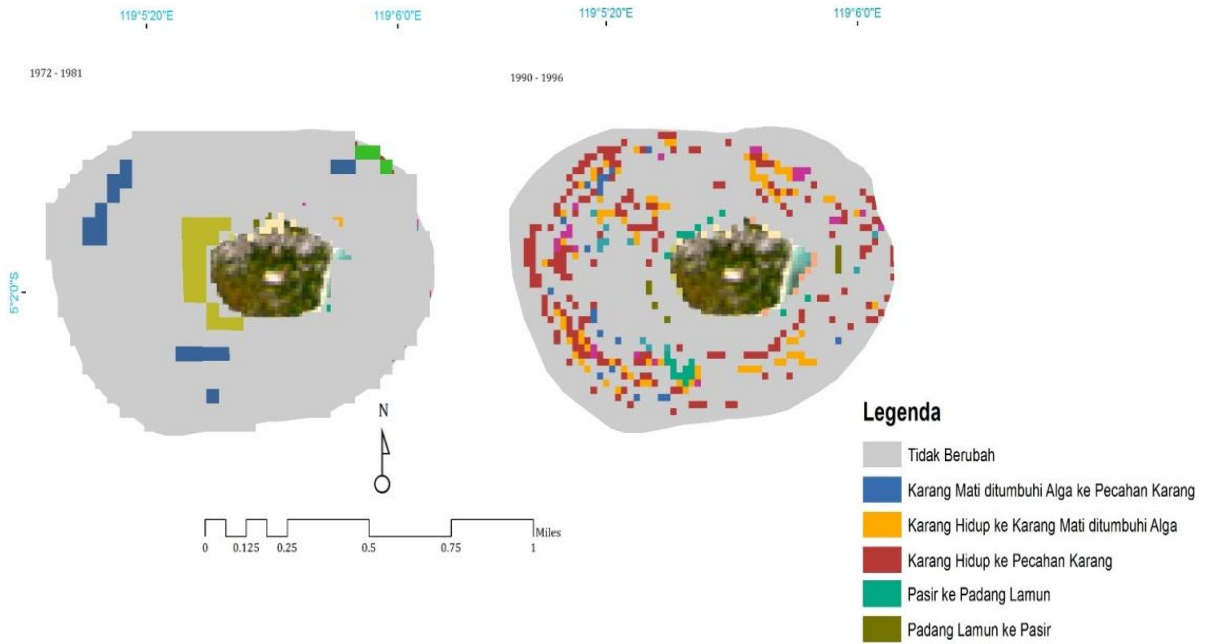 119°5'20"E
119°6'0"E
119°5'20"E
119°6'0"E
1972 - 1981
1990 - 1996
5°2'0"S
N
Miles
0 0.125 0.25 0.5 0.75 1
Legenda
Tidak Berubah
Karang Mati ditumbuhi Alga ke Pecahan Karang
Karang Hidup ke Karang Mati ditumbuhi Alga
Karang Hidup ke Pecahan Karang
Pasir ke Padang Lamun
Padang Lamun ke Pasir